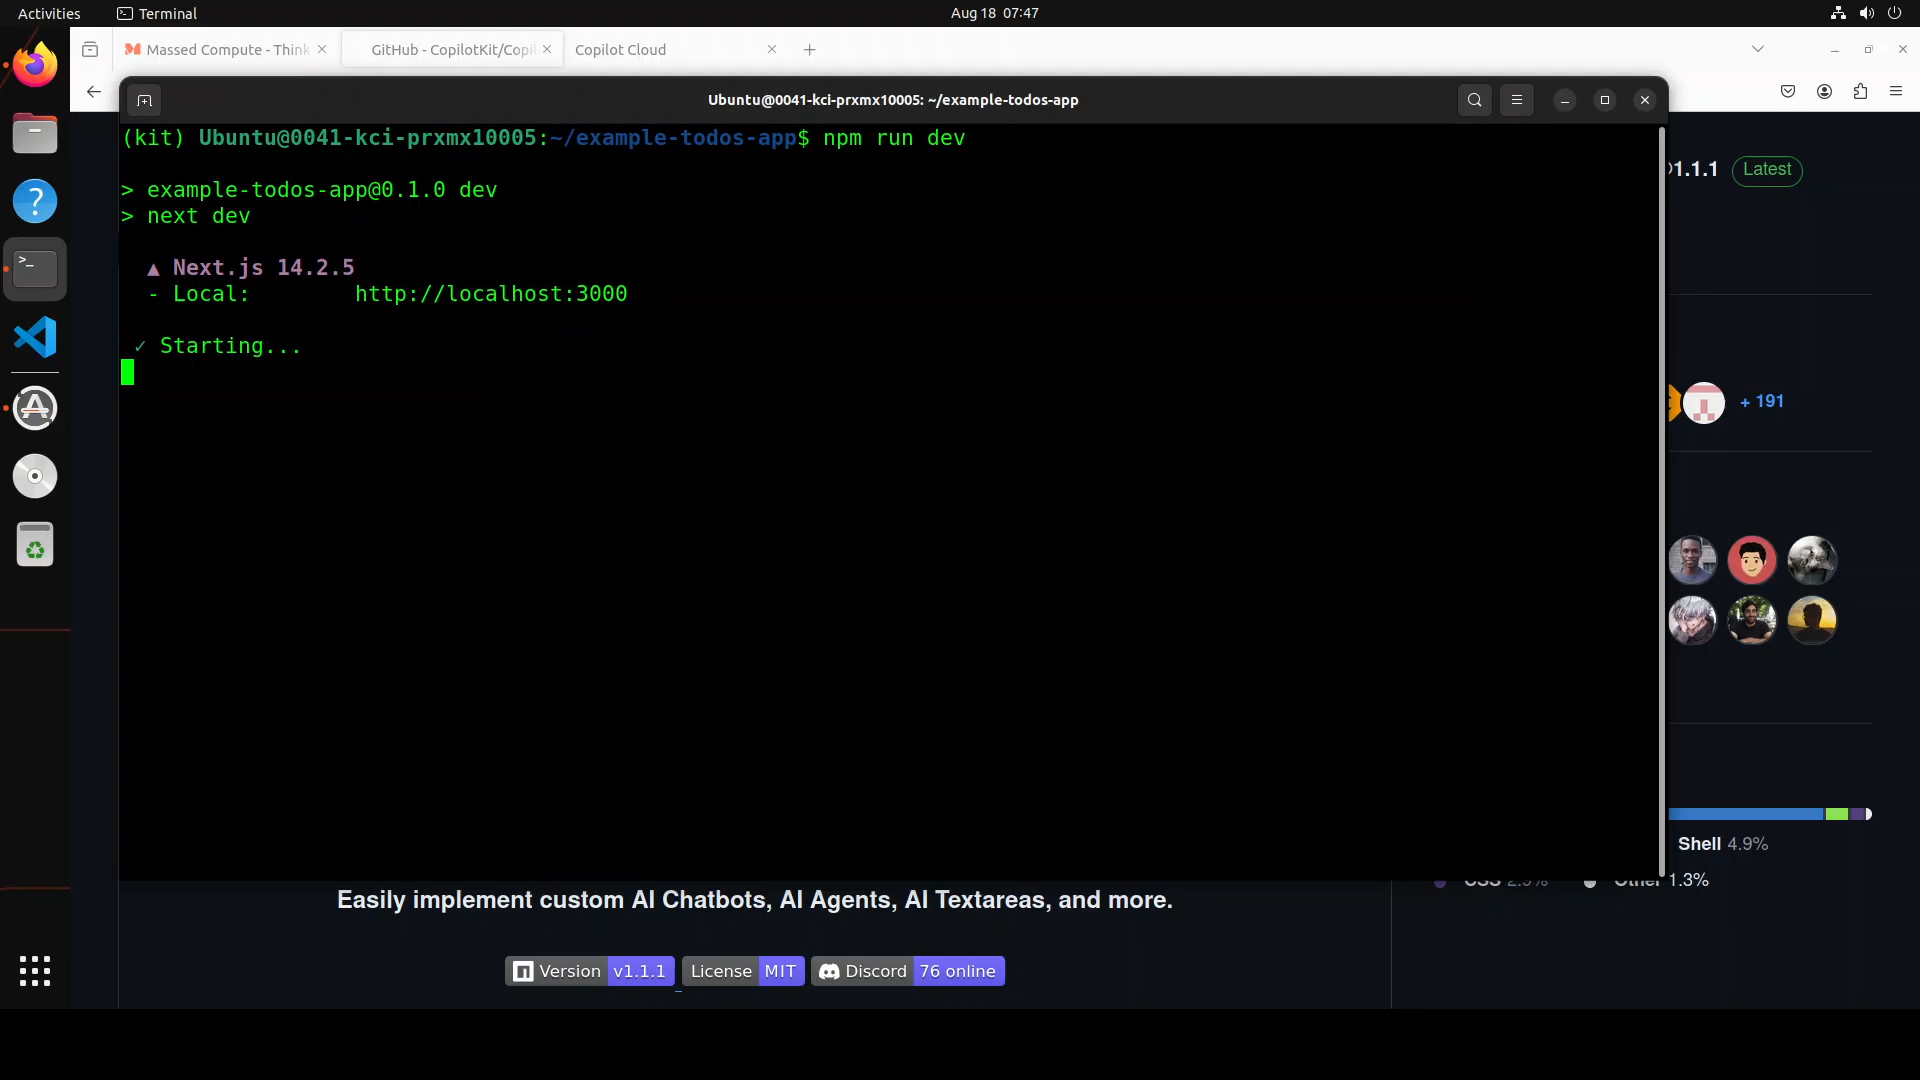 Activities
Terminal
Aug 18 07:47
Massed Compute - Think
GitHub - CopilotKit/Copil
Copilot Cloud
Ubuntu@0041-kci-prxmx10005: ~/example-todos-app
(kit) Ubuntu@0041-kci-prxmx10005:~/example-todos-app$ npm run dev
> example-todos-app@0.1.0 dev
> next dev
▲ Next.js 14.2.5
- Local: http://localhost:3000
✓ Starting...
1.1.1 Latest
+ 191
Shell 4.9%
CSS 2.9% Other 1.3%
Easily implement custom AI Chatbots, AI Agents, AI Textareas, and more.
Version v1.1.1 License MIT Discord 76 online